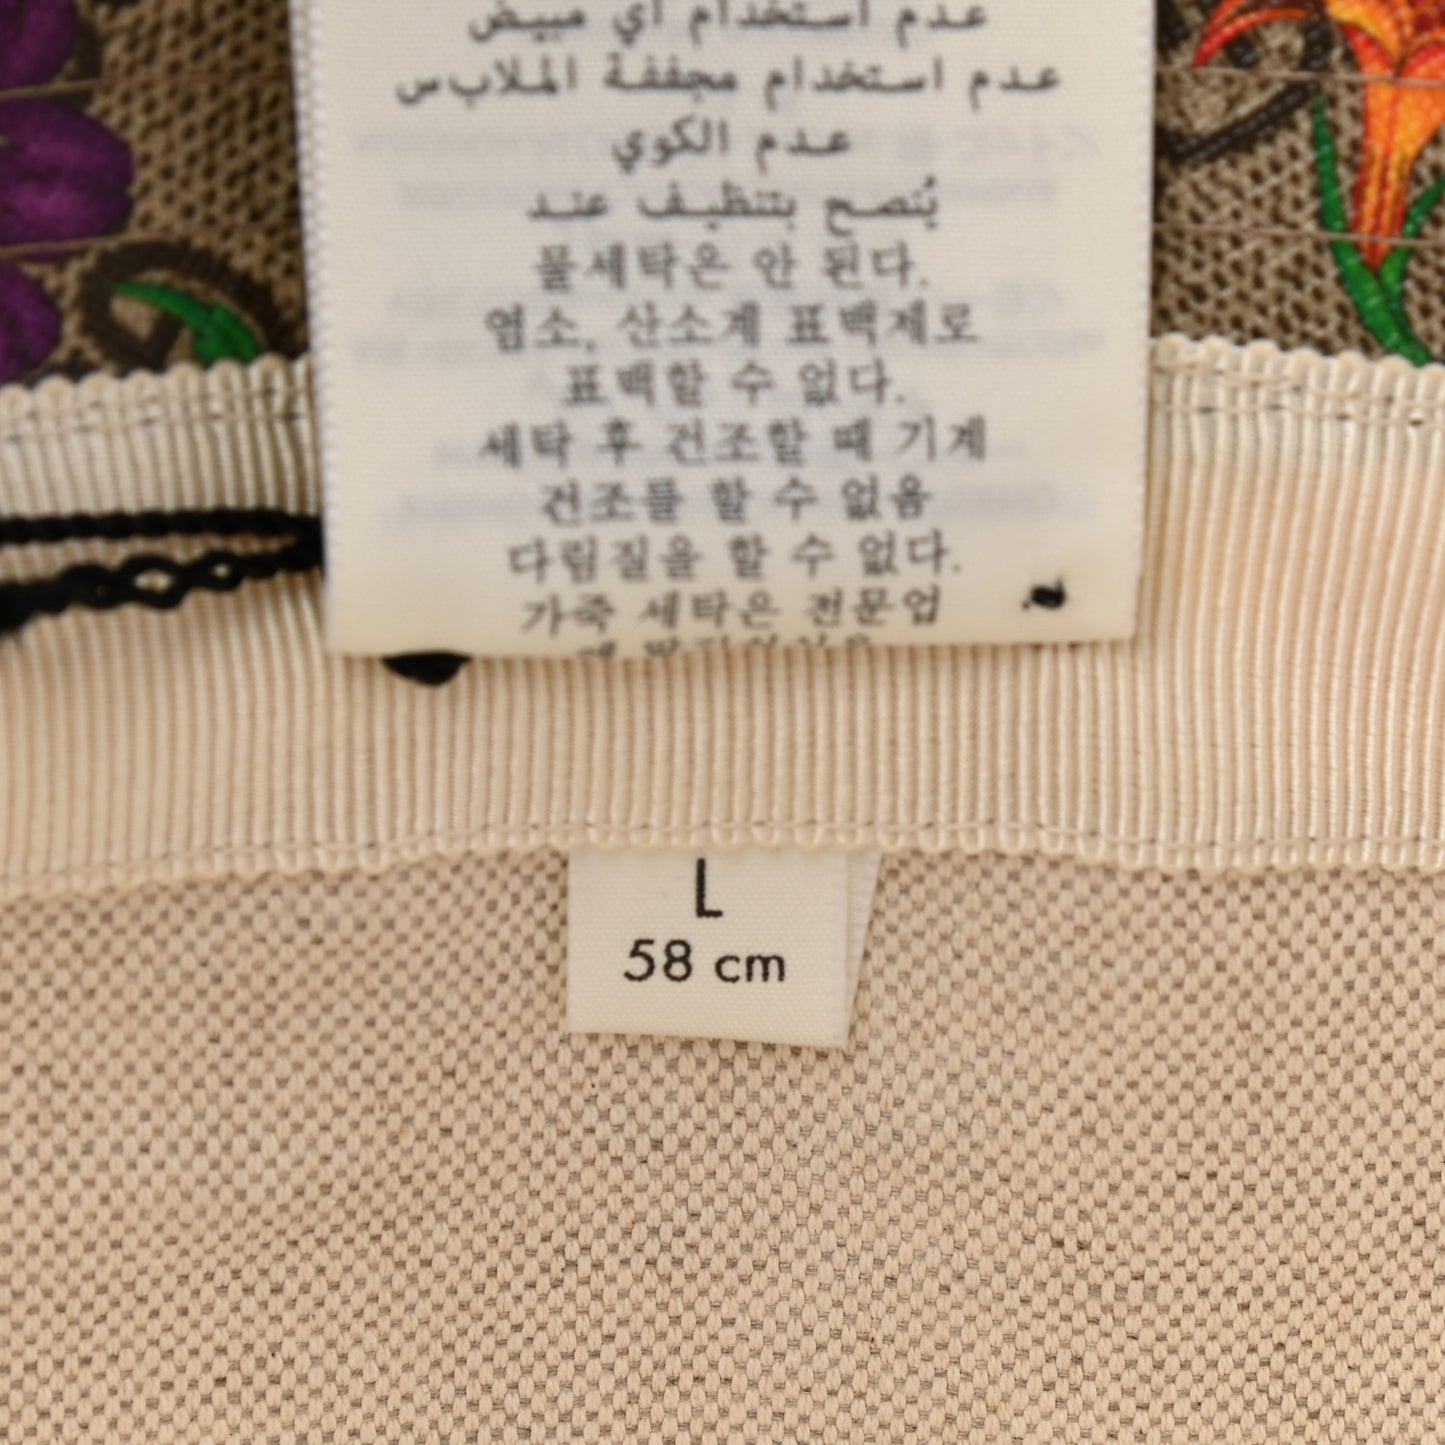 عدم استخدام أي مبيض
عدم استخدام مجففة الملابس
عدم الكوي
يُنصح بتنظيف عند
물세탁은 안 된다.
염소, 산소계 표백제로
표백할 수 없다.
세탁 후 건조할 때 기계
건조를 할 수 없음
다림질을 할 수 없다.
가죽 세탁은 전문업
L
58 cm